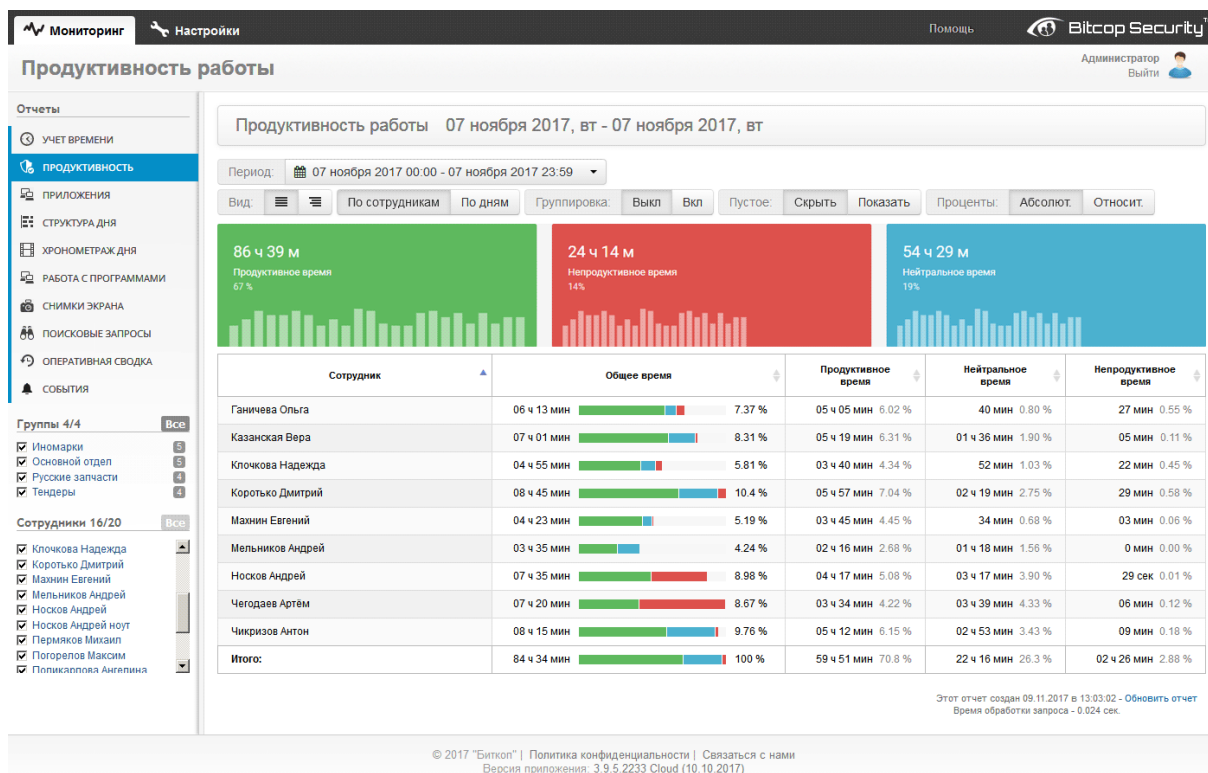 Мониторинг Настройки Помощь Bitcop Security
Продуктивность работы
Администратор
Выйти
Отчеты
УЧЕТ ВРЕМЕНИ
ПРОДУКТИВНОСТЬ
ПРИЛОЖЕНИЯ
СТРУКТУРА ДНЯ
ХРОНОМЕТРАЖ ДНЯ
РАБОТА С ПРОГРАММАМИ
СНИМКИ ЭКРАНА
ПОИСКОВЫЕ ЗАПРОСЫ
ОПЕРАТИВНАЯ СВОДКА
СОБЫТИЯ
Группы 4/4 Все
Иномарки 5
Основной отдел 5
Русские запчасти 4
Тендеры 4
Сотрудники 16/20 Все
Клочкова Надежда
Коротько Дмитрий
Махнин Евгений
Мельников Андрей
Носков Андрей
Носков Андрей ноут
Пермяков Михаил
Погорелов Максим
Поликарпова Ангелина
Продуктивность работы 07 ноября 2017, вт - 07 ноября 2017, вт
Период: 07 ноября 2017 00:00 - 07 ноября 2017 23:59
Вид: По сотрудникам По дням Группировка: Выкл Вкл Пустое: Скрыть Показать Проценты: Абсолют. Относит.
86 ч 39 м
Продуктивное время
67 %
24 ч 14 м
Непродуктивное время
14%
54 ч 29 м
Нейтральное время
19%
Сотрудник Общее время Продуктивное время Нейтральное время Непродуктивное время
Ганичева Ольга 06 ч 13 мин 7.37 % 05 ч 05 мин 6.02 % 40 мин 0.80 % 27 мин 0.55 %
Казанская Вера 07 ч 01 мин 8.31 % 05 ч 19 мин 6.31 % 01 ч 36 мин 1.90 % 05 мин 0.11 %
Клочкова Надежда 04 ч 55 мин 5.81 % 03 ч 40 мин 4.34 % 52 мин 1.03 % 22 мин 0.45 %
Коротько Дмитрий 08 ч 45 мин 10.4 % 05 ч 57 мин 7.04 % 02 ч 19 мин 2.75 % 29 мин 0.58 %
Махнин Евгений 04 ч 23 мин 5.19 % 03 ч 45 мин 4.45 % 34 мин 0.68 % 03 мин 0.06 %
Мельников Андрей 03 ч 35 мин 4.24 % 02 ч 16 мин 2.68 % 01 ч 18 мин 1.56 % 0 мин 0.00 %
Носков Андрей 07 ч 35 мин 8.98 % 04 ч 17 мин 5.08 % 03 ч 17 мин 3.90 % 29 сек 0.01 %
Чегодаев Артём 07 ч 20 мин 8.67 % 03 ч 34 мин 4.22 % 03 ч 39 мин 4.33 % 06 мин 0.12 %
Чикризов Антон 08 ч 15 мин 9.76 % 05 ч 12 мин 6.15 % 02 ч 53 мин 3.43 % 09 мин 0.18 %
Итого: 84 ч 34 мин 100 % 59 ч 51 мин 70.8 % 22 ч 16 мин 26.3 % 02 ч 26 мин 2.88 %
Этот отчет создан 09.11.2017 в 13:03:02 - Обновить отчет
Время обработки запроса - 0.024 сек.
© 2017 "Биткоп" | Политика конфиденциальности | Связаться с нами
Версия приложения: 3.9.5.2233 Cloud (10.10.2017)